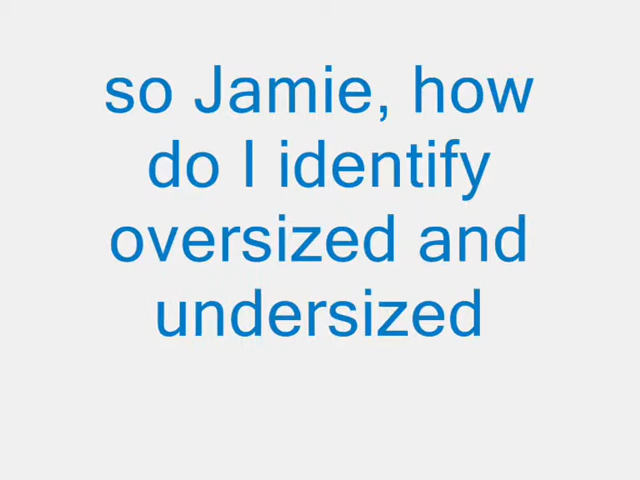 so Jamie, how
do I identify
oversized and
undersized